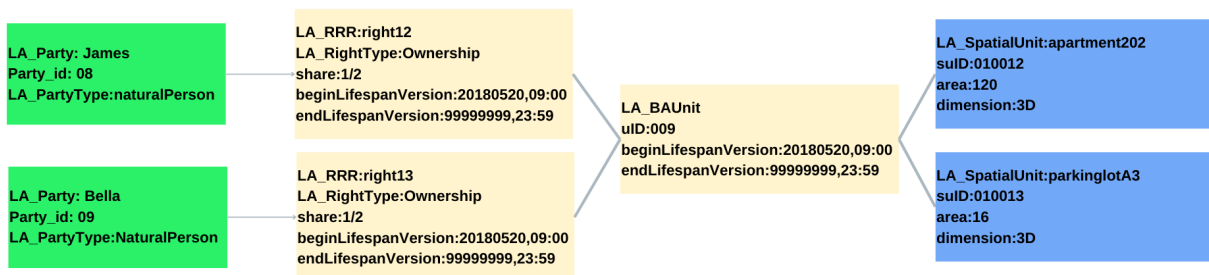 LA_Party: James
Party_id: 08
LA_PartyType:naturalPerson
LA_RRR:right12
LA_RightType:Ownership
share:1/2
beginLifespanVersion:20180520,09:00
endLifespanVersion:99999999,23:59
LA_Party: Bella
Party_id: 09
LA_PartyType:NaturalPerson
LA_RRR:right13
LA_RightType:Ownership
share:1/2
beginLifespanVersion:20180520,09:00
endLifespanVersion:99999999,23:59
LA_BAUnit
uID:009
beginLifespanVersion:20180520,09:00
endLifespanVersion:99999999,23:59
LA_SpatialUnit:apartment202
suID:010012
area:120
dimension:3D
LA_SpatialUnit:parkinglotA3
suID:010013
area:16
dimension:3D